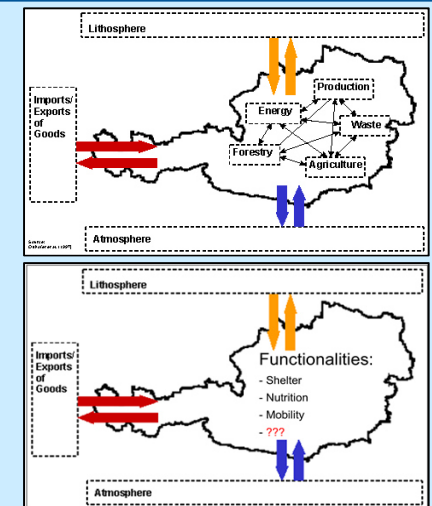 Lithosphere
Production
Imports/
Exports
of
Goods
Energy
Waste
Forestry
Agriculture
Atmosphere
Lithosphere
Imports/
Exports
of
Goods
Functionalities:
- Shelter
- Nutrition
- Mobility
- ???
Atmosphere